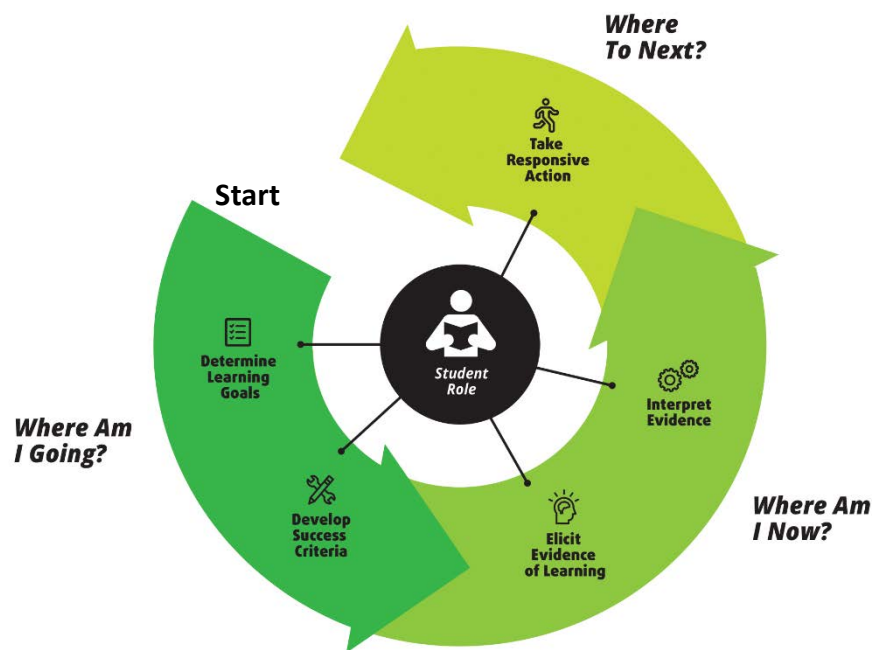 Where
To Next?
Take
Responsive
Action
Start
Student
Role
Determine
Learning
Goals
Interpret
Evidence
Where Am
I Going?
Develop
Success
Criteria
Elicit
Evidence
of Learning
Where Am
I Now?